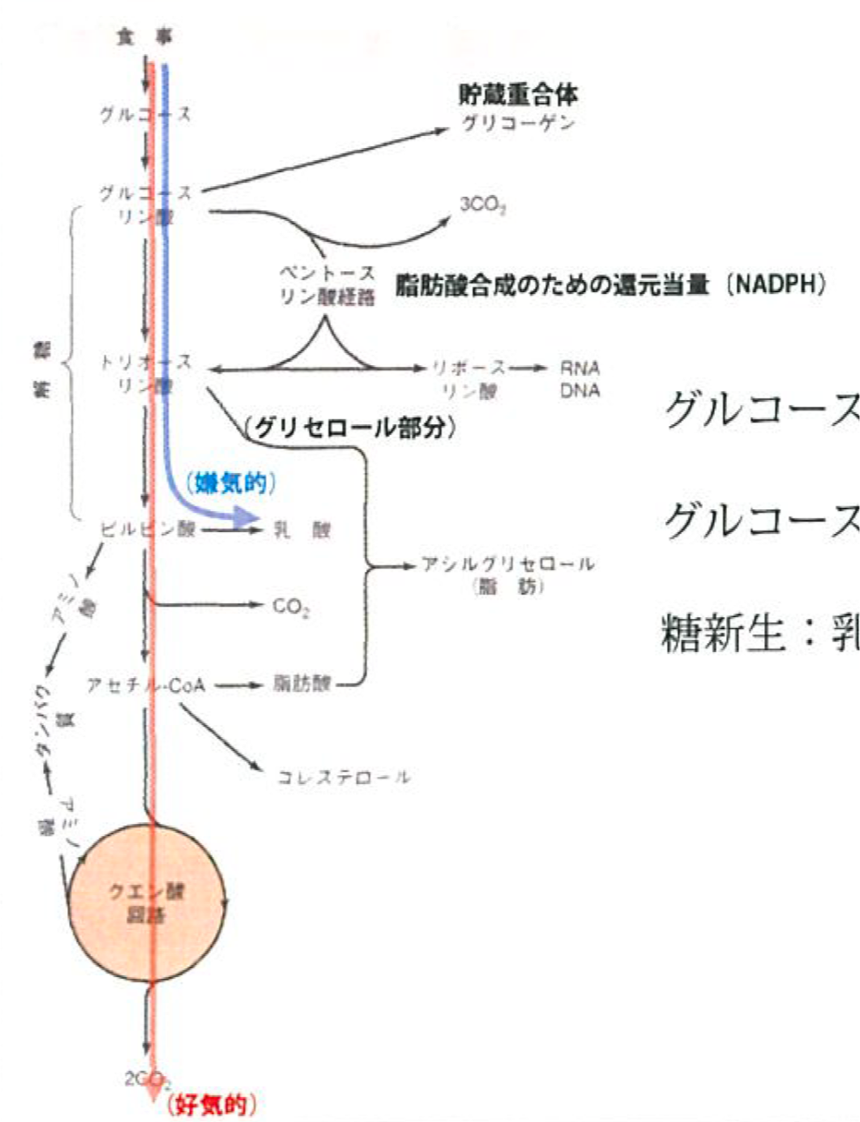 食 事
グルコース
貯蔵重合体
グリコーゲン
グルコース
リン酸
3CO₂
ペントース
リン酸経路
脂肪酸合成のための還元当量（NADPH）
解 糖
トリオース
リン酸
リボース
リン酸
RNA
DNA
(グリセロール部分)
グルコース
(嫌気的)
ピルビン酸
乳 酸
グルコース
アシルグリセロール
(脂 肪)
アミノ
酸
CO₂
糖新生：乳
アセチル-CoA
脂肪酸
タンパク
質
コレステロール
アミノ
酸
クエン酸
回路
2CO₂
(好気的)